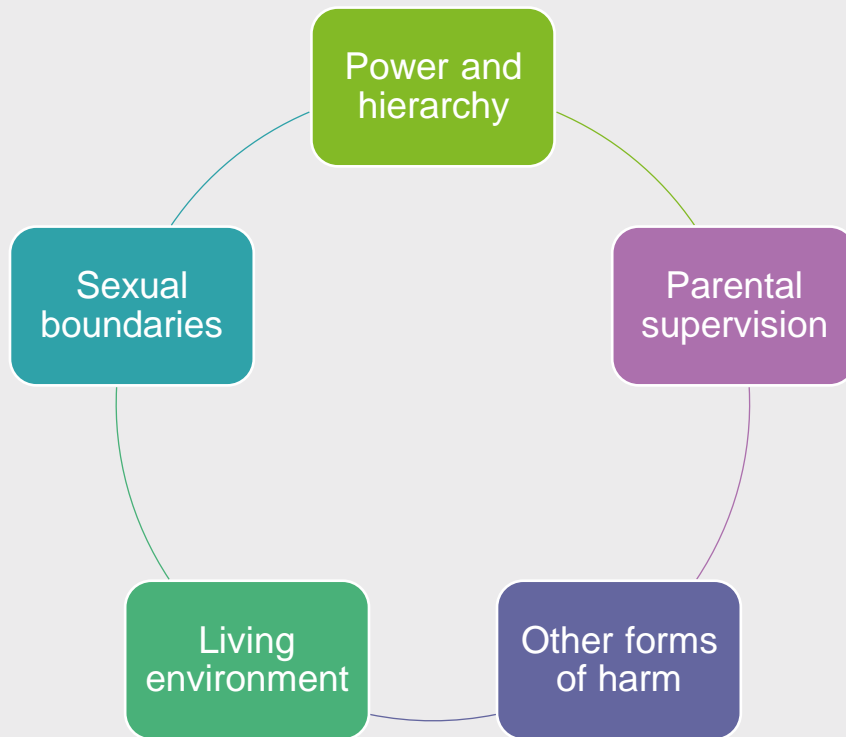 Power and
hierarchy
Sexual
boundaries
Parental
supervision
Living
environment
Other forms
of harm